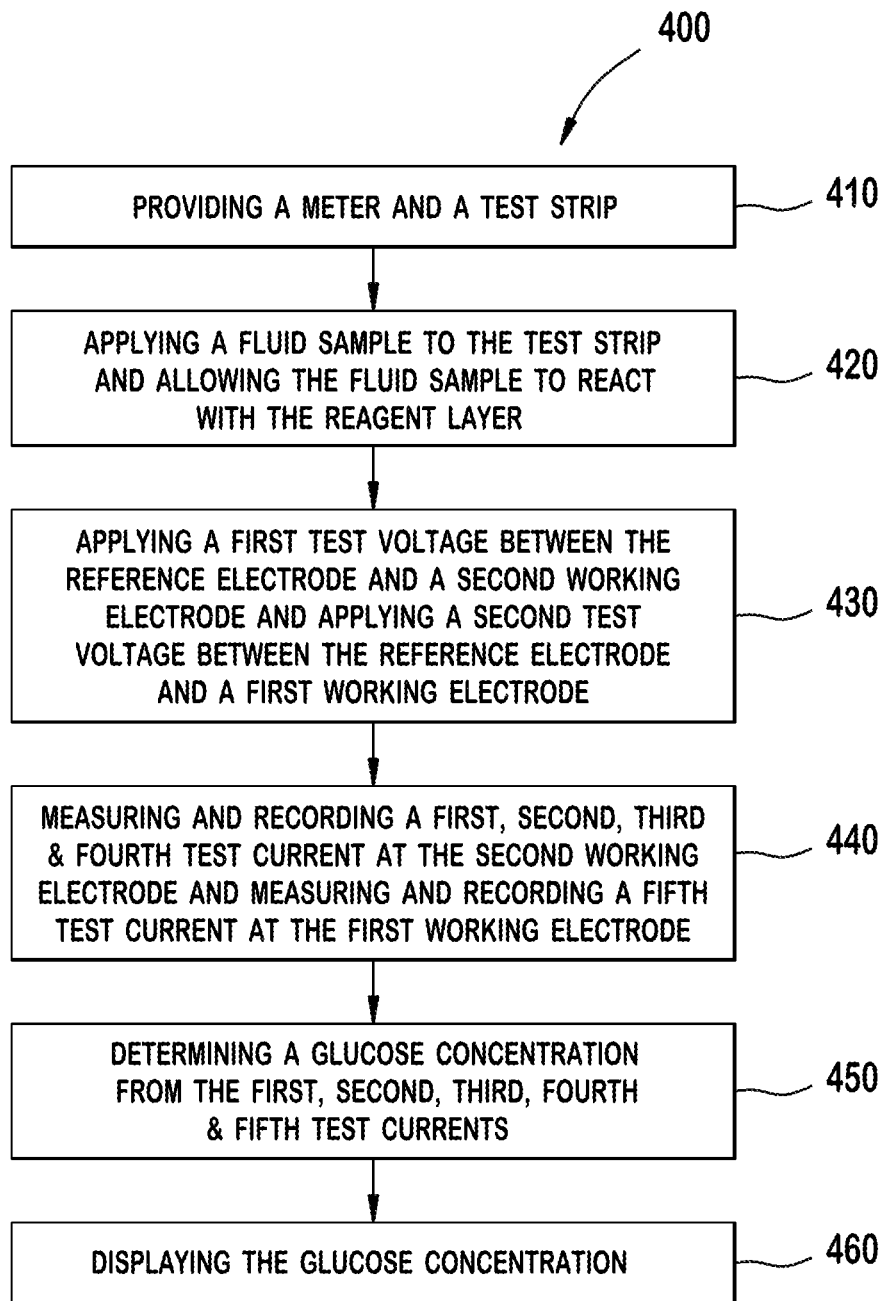 400
PROVIDING A METER AND A TEST STRIP
410
APPLYING A FLUID SAMPLE TO THE TEST STRIP
AND ALLOWING THE FLUID SAMPLE TO REACT
WITH THE REAGENT LAYER
420
APPLYING A FIRST TEST VOLTAGE BETWEEN THE
REFERENCE ELECTRODE AND A SECOND WORKING
ELECTRODE AND APPLYING A SECOND TEST
VOLTAGE BETWEEN THE REFERENCE ELECTRODE
AND A FIRST WORKING ELECTRODE
430
MEASURING AND RECORDING A FIRST, SECOND, THIRD
& FOURTH TEST CURRENT AT THE SECOND WORKING
ELECTRODE AND MEASURING AND RECORDING A FIFTH
TEST CURRENT AT THE FIRST WORKING ELECTRODE
440
DETERMINING A GLUCOSE CONCENTRATION
FROM THE FIRST, SECOND, THIRD, FOURTH
& FIFTH TEST CURRENTS
450
DISPLAYING THE GLUCOSE CONCENTRATION
460